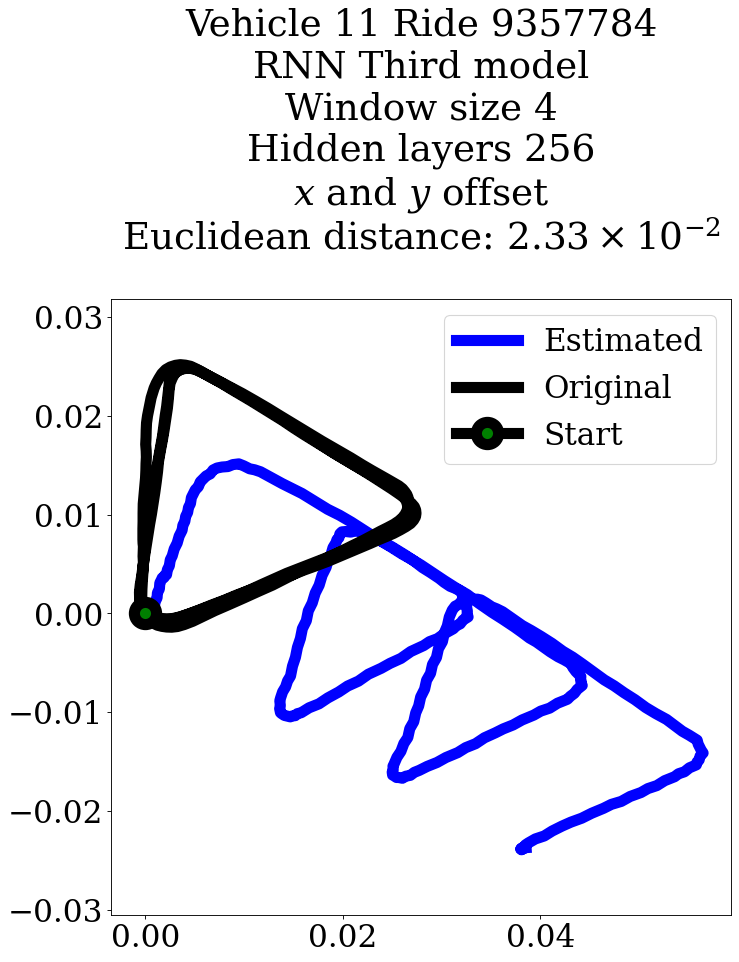 Vehicle 11 Ride 9357784
RNN Third model
Window size 4
Hidden layers 256
x and y offset
Euclidean distance: 2.33 × 10⁻²
Estimated
Original
Start
0.03
0.02
0.01
0.00
−0.01
−0.02
−0.03
0.00 0.02 0.04